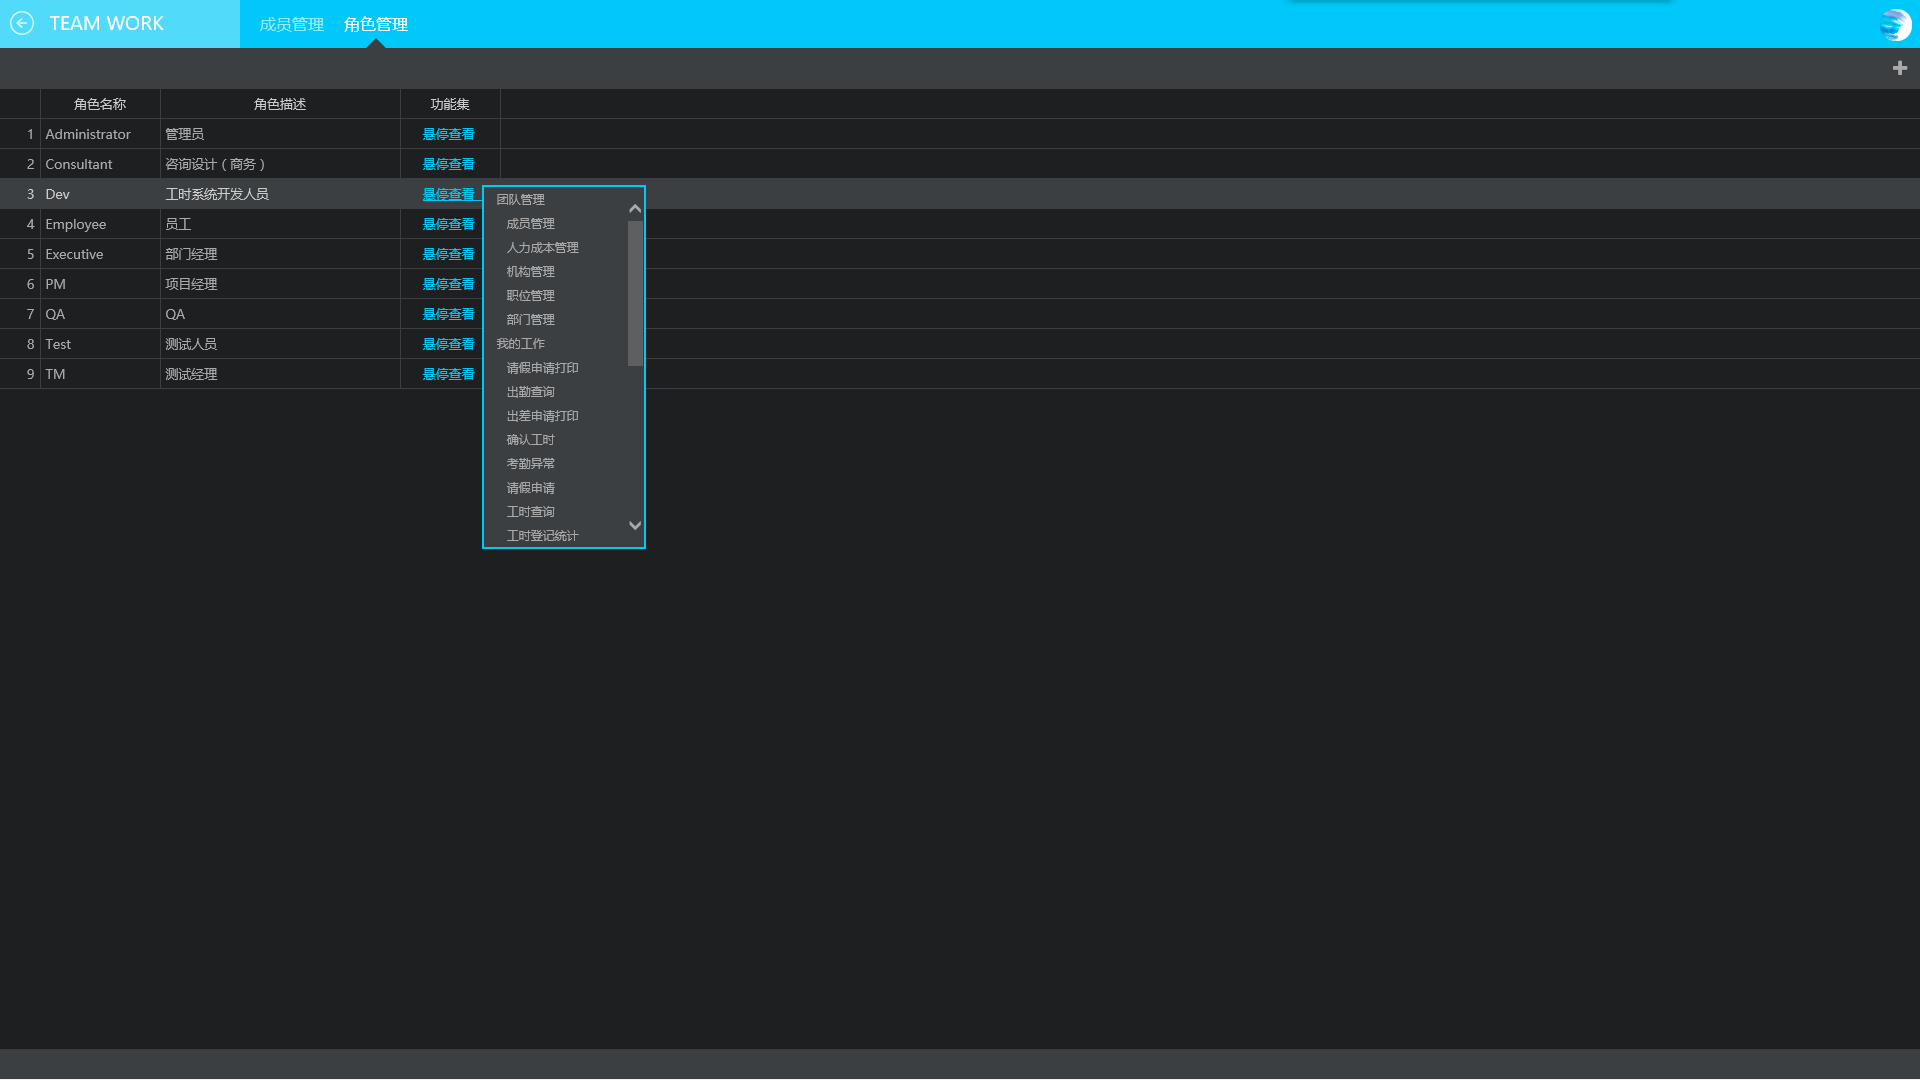 TEAM WORK 成员管理 角色管理
角色名称 角色描述 功能集
1 Administrator 管理员 悬停查看
2 Consultant 咨询设计（商务） 悬停查看
3 Dev 工时系统开发人员 悬停查看
4 Employee 员工 悬停查看
5 Executive 部门经理 悬停查看
6 PM 项目经理 悬停查看
7 QA QA 悬停查看
8 Test 测试人员 悬停查看
9 TM 测试经理 悬停查看
团队管理
成员管理
人力成本管理
机构管理
职位管理
部门管理
我的工作
请假申请打印
出勤查询
出差申请打印
确认工时
考勤异常
请假申请
工时查询
工时登记统计